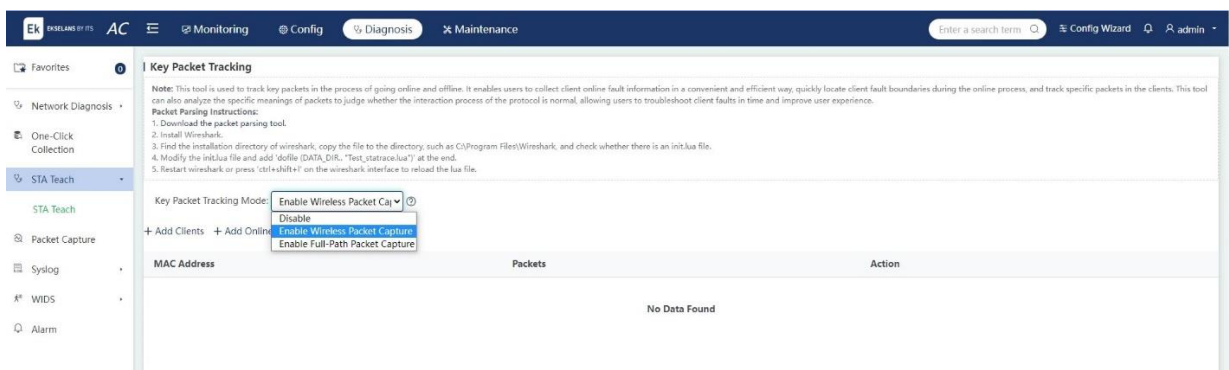 Ek EKSELANS BY ITS AC Monitoring Config Diagnosis Maintenance Enter a search term Config Wizard admin
Favorites 0
Network Diagnosis
One-Click
Collection
STA Teach
STA Teach
Packet Capture
Syslog
WIDS
Alarm
Key Packet Tracking
Note: This tool is used to track key packets in the process of going online and offline. It enables users to collect client online fault information in a convenient and efficient way, quickly locate client fault boundaries during the online process, and track specific packets in the clients. This tool
can also analyze the specific meanings of packets to judge whether the interaction process of the protocol is normal, allowing users to troubleshoot client faults in time and improve user experience.
Packet Parsing Instructions:
1. Download the packet parsing tool.
2. Install Wireshark.
3. Find the installation directory of wireshark, copy the file to the directory, such as C:\Program Files\Wireshark, and check whether there is an init.lua file.
4. Modify the init.lua file and add 'dofile (DATA_DIR.. "Test_statrace.lua")' at the end.
5. Restart wireshark or press 'ctrl+shift+l' on the wireshark interface to reload the lua file.
Key Packet Tracking Mode: Enable Wireless Packet Cap
Disable
+ Add Clients + Add Online Enable Wireless Packet Capture
Enable Full-Path Packet Capture
MAC Address Packets Action
No Data Found